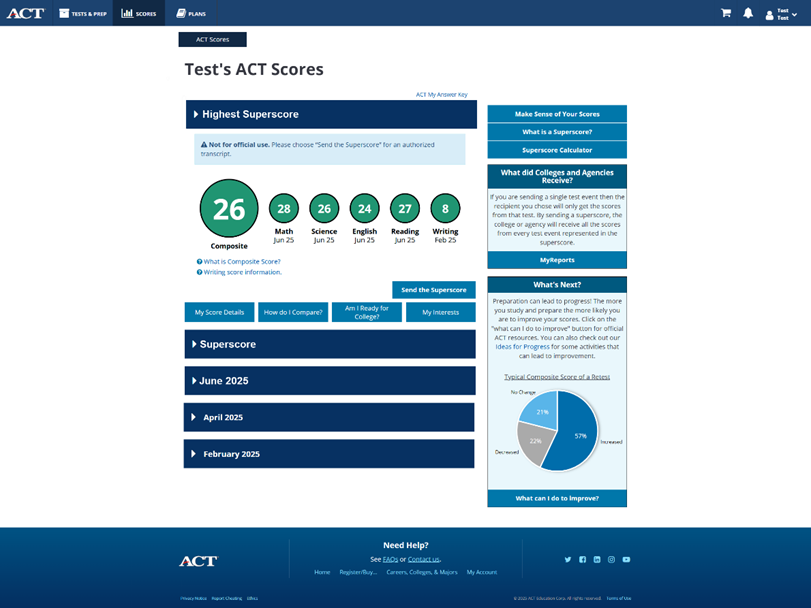 ACT TESTS & PREP SCORES PLANS Test Test
ACT Scores
Test's ACT Scores
ACT My Answer Key
Highest Superscore
Not for official use. Please choose "Send the Superscore" for an authorized
transcript.
26 28 26 24 27 8
Composite Math Science English Reading Writing
Jun 25 Jun 25 Jun 25 Jun 25 Feb 25
What is Composite Score?
Writing score information.
Send the Superscore
My Score Details How do I Compare? Am I Ready for College? My Interests
Superscore
June 2025
April 2025
February 2025
Make Sense of Your Scores
What is a Superscore?
Superscore Calculator
What did Colleges and Agencies
Receive?
If you are sending a single test event then the
recipient you chose will only get the scores
from that test. By sending a superscore, the
college or agency will receive all the scores
from every test event represented in the
superscore.
MyReports
What's Next?
Preparation can lead to progress! The more
you study and prepare the more likely you
are to improve your scores. Click on the
"what can I do to improve" button for official
ACT resources. You can also check out our
Ideas for Progress for some activities that
can lead to improvement.
Typical Composite Score of a Retest
No Change
21%
57%
22%
Increased
Decreased
What can I do to Improve?
ACT
Need Help?
See FAQs or Contact us.
Home Register/Buy... Careers, Colleges, & Majors My Account
Privacy Notice Report Cheating Ethics
ACT Education Corp. All rights reserved. Terms of Use